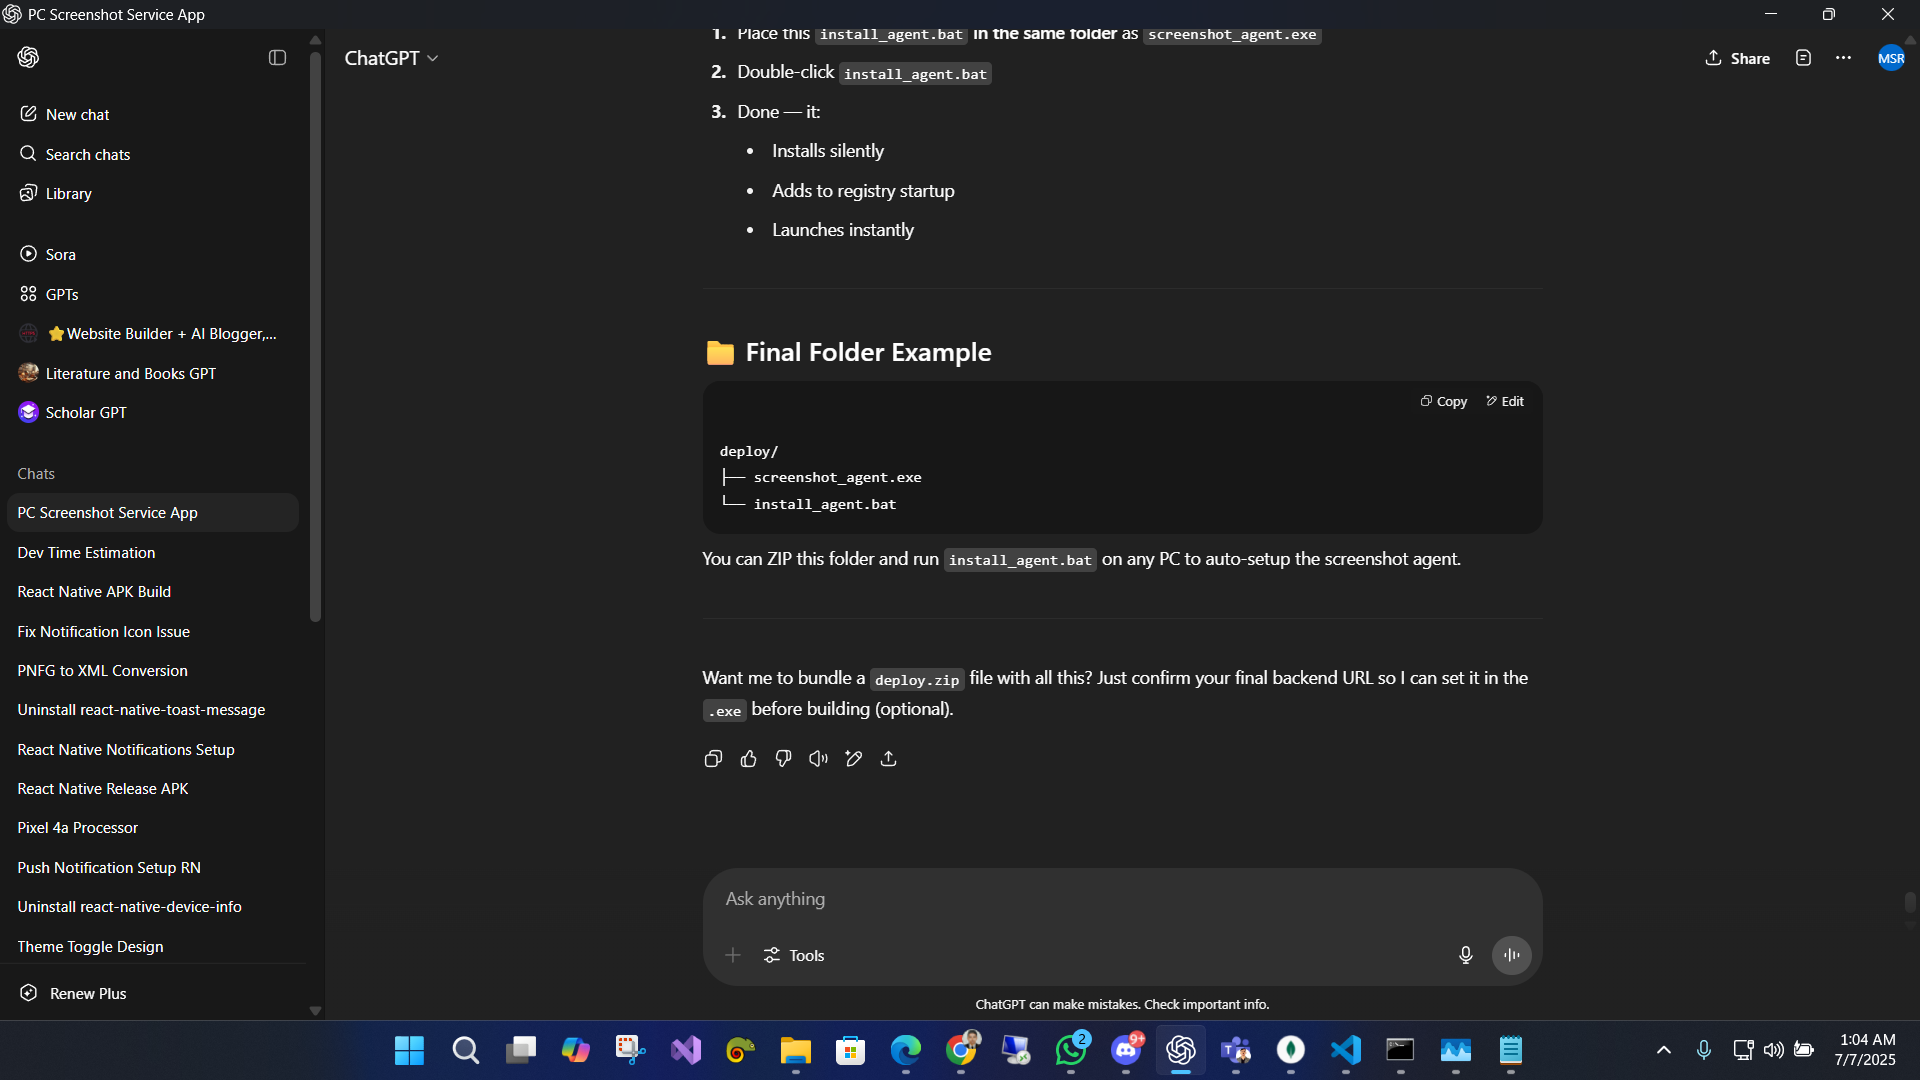 PC Screenshot Service App
ChatGPT
Share
MSR
New chat
Search chats
Library
Sora
GPTs
⭐Website Builder + AI Blogger,...
Literature and Books GPT
Scholar GPT
Chats
PC Screenshot Service App
Dev Time Estimation
React Native APK Build
Fix Notification Icon Issue
PNFG to XML Conversion
Uninstall react-native-toast-message
React Native Notifications Setup
React Native Release APK
Pixel 4a Processor
Push Notification Setup RN
Uninstall react-native-device-info
Theme Toggle Design
Renew Plus
1. Place this install_agent.bat in the same folder as screenshot_agent.exe
2. Double-click install_agent.bat
3. Done — it:
• Installs silently
• Adds to registry startup
• Launches instantly
📁 Final Folder Example
Copy Edit
deploy/
├── screenshot_agent.exe
└── install_agent.bat
You can ZIP this folder and run install_agent.bat on any PC to auto-setup the screenshot agent.
Want me to bundle a deploy.zip file with all this? Just confirm your final backend URL so I can set it in the
.exe before building (optional).
Ask anything
Tools
ChatGPT can make mistakes. Check important info.
2
9+
1:04 AM
7/7/2025